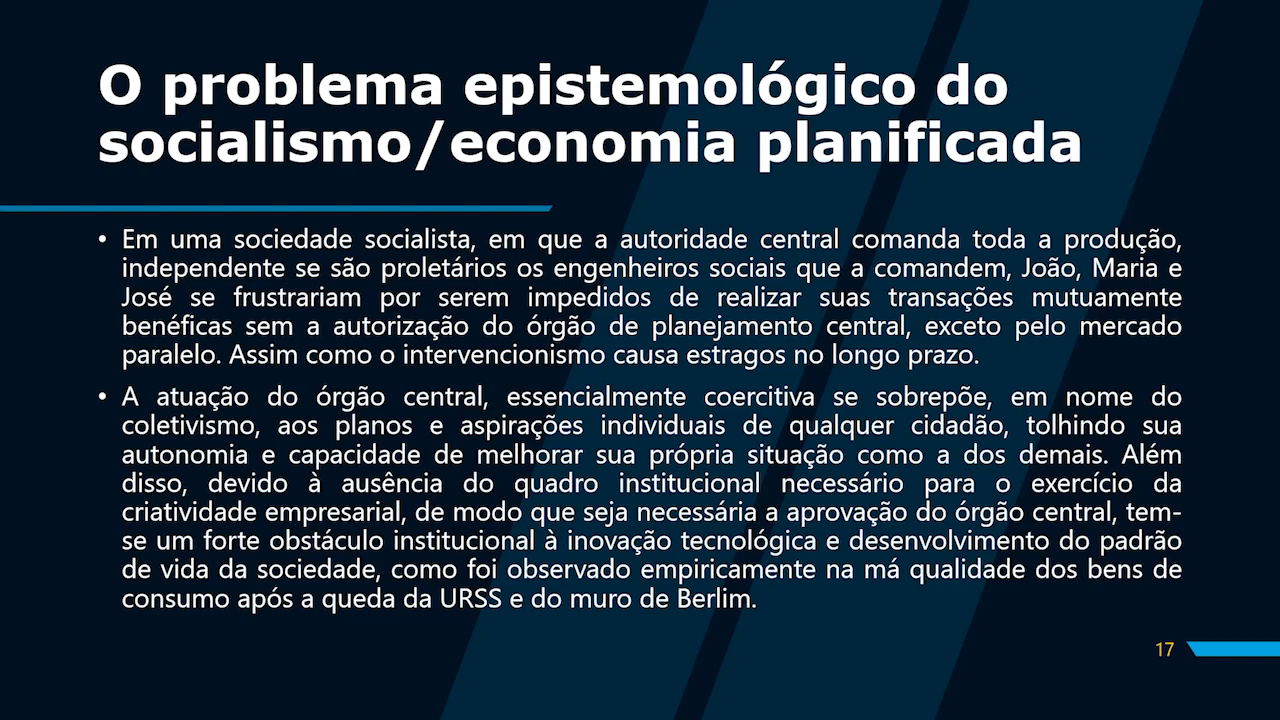 O problema epistemológico do
socialismo/economia planificada
• Em uma sociedade socialista, em que a autoridade central comanda toda a produção,
independente se são proletários os engenheiros sociais que a comandem, João, Maria e
José se frustrariam por serem impedidos de realizar suas transações mutuamente
benéficas sem a autorização do órgão de planejamento central, exceto pelo mercado
paralelo. Assim como o intervencionismo causa estragos no longo prazo.
• A atuação do órgão central, essencialmente coercitiva se sobrepõe, em nome do
coletivismo, aos planos e aspirações individuais de qualquer cidadão, tolhindo sua
autonomia e capacidade de melhorar sua própria situação como a dos demais. Além
disso, devido à ausência do quadro institucional necessário para o exercício da
criatividade empresarial, de modo que seja necessária a aprovação do órgão central, tem-
se um forte obstáculo institucional à inovação tecnológica e desenvolvimento do padrão
de vida da sociedade, como foi observado empiricamente na má qualidade dos bens de
consumo após a queda da URSS e do muro de Berlim.
17